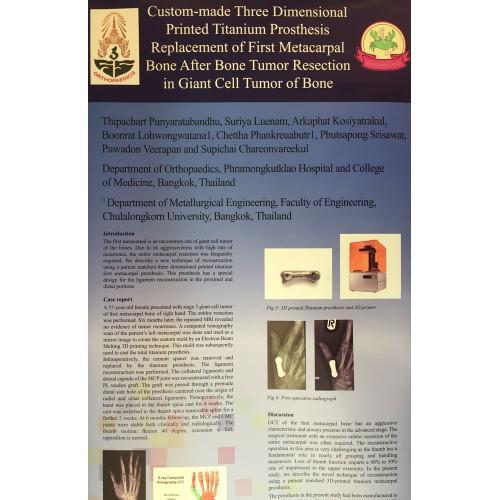 Custom-made Three Dimensional
Printed Titanium Prosthesis
Replacement of First Metacarpal
Bone After Bone Tumor Resection
in Giant Cell Tumor of Bone
ORTHOPAEDICS
Thipachart Punyaratabandhu, Suriya Luenam, Arkaphat Kosiyatrakul,
Boonrat Lohwongwatana1, Chettha Phankreuabutr1, Phutsapong Srisawat,
Puwadon Veerapan and Supichai Chareonvareekul
Department of Orthopaedics, Phramongkutklao Hospital and College
of Medicine, Bangkok, Thailand
1 Department of Metallurgical Engineering, Faculty of Engineering,
Chulalongkorn University, Bangkok, Thailand
Introduction
The first metacarpal is an uncommon site of giant cell tumor
of the bones. Due to its aggressiveness with high rate of
recurrence, the entire metacarpal resection was frequently
required. We describe a new technique of reconstruction
using a patient matched three dimensional printed titanium
first metacarpal prosthesis. This prosthesis has a special
design for the ligament reconstruction in the proximal and
distal portions.
Case report
A 37-year-old female presented with stage 3 giant cell tumor
of first metacarpal bone of right hand. The enbloc resection
was performed. Six months later, the repeated MRI revealed
no evidence of tumor recurrence. A computed tomography
scan of the patient's left metacarpal was done and used as a
mirror image to create the custom mold by an Electron Beam
Melting 3D printing technique. This mold was subsequently
used to cast the total titanium prosthesis.
Intraoperatively, the cement spacer was removed and
replaced by the titanium prosthesis. The ligament
reconstruction was performed. The collateral ligaments and
dorsal capsule of the MCP joint was reconstructed with a free
PL tendon graft. The graft was passed through a premade
distal side hole of the prosthesis centered over the origin of
radial and ulnar collateral ligaments. Postoperatively, the
hand was placed in the thumb spica cast for 4 weeks. The
cast was switched to the thumb spica removable splint for a
further 2 weeks. At 6 months follow-up, the MCP and CMC
joints were stable both clinically and radiologically. The
thumb motion: flexion 40 degree, extension is full,
opposition is normal.
X-ray Computed
Tomography (CT)
Fig 3: 3D printed Titanium prosthesis and 3D printer
R
Fig 4: Post operative radiograph
Discussion
GCT of the first metacarpal bone has an aggressive
characteristic and always presents in the advanced stage. The
surgical treatment with an extensive enbloc resection of the
entire metacarpal was often required. The reconstructive
operation in this area is very challenging as the thumb has a
fundamental role in nearly all grasping and handling
maneuvers. Loss of thumb function imparts a 40% to 50%
rate of impairment to the upper extremity. In the present
study, we describe the novel technique of reconstruction
using a patient matched 3D-printed titanium metacarpal
prosthesis.
The prosthesis in the present study had been manufactured to